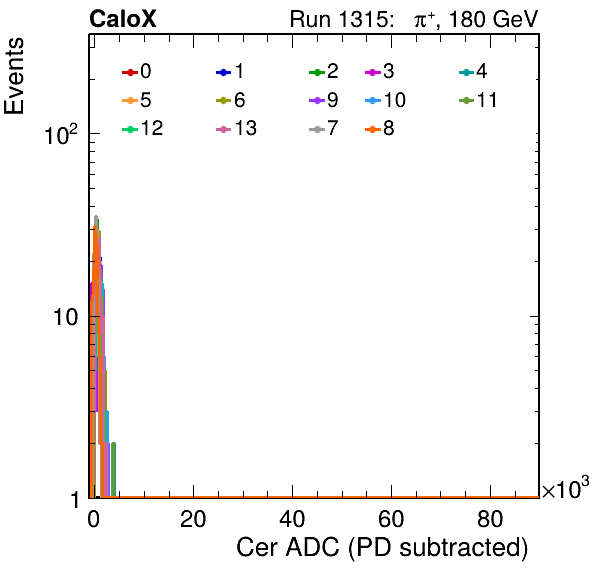 CaloX Run 1315: π⁺, 180 GeV
Events
0 1 2 3 4
5 6 9 10 11
12 13 7 8
10²
10
1
0 20 40 60 80
×10³
Cer ADC (PD subtracted)